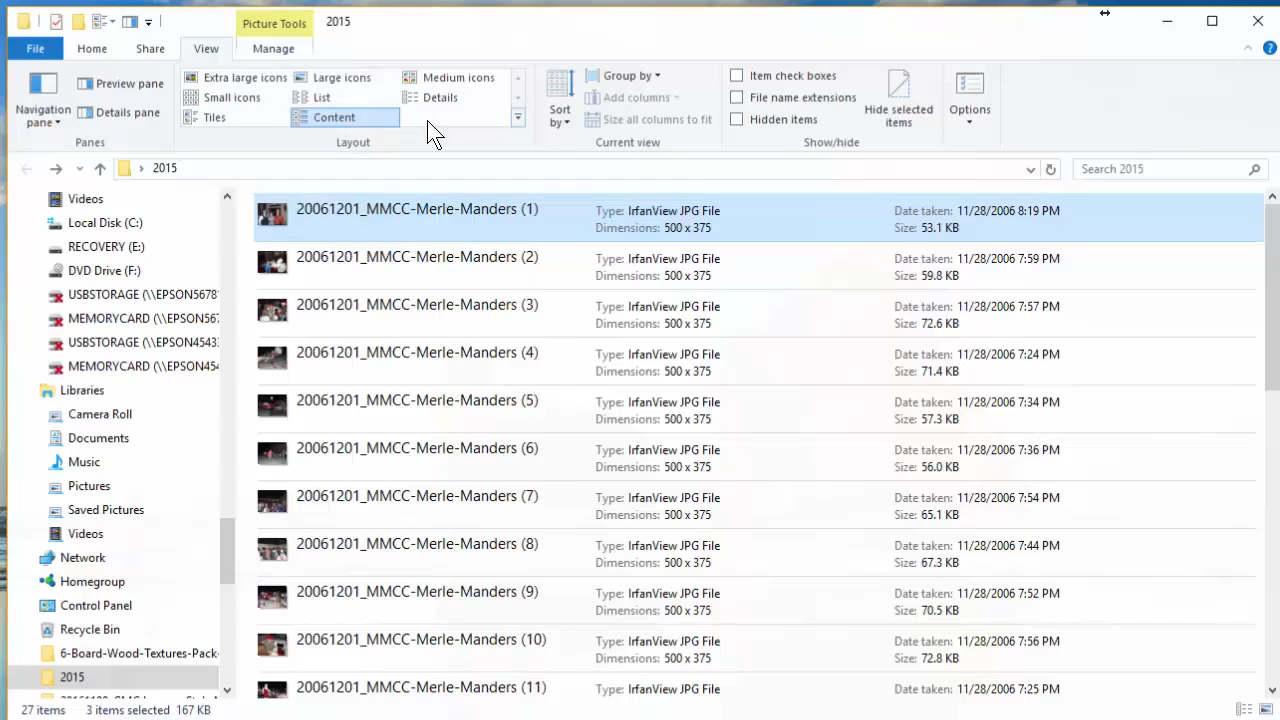 Picture Tools 2015
File Home Share View Manage
Extra large icons Large icons Medium icons
Small icons List Details
Tiles Content
Navigation pane
Preview pane
Details pane
Panes
Layout
Sort by
Group by
Add columns
Size all columns to fit
Current view
Item check boxes
File name extensions
Hidden items
Hide selected items
Show/hide
Options
2015
Search 2015
Videos
Local Disk (C:)
RECOVERY (E:)
DVD Drive (F:)
USBSTORAGE (\\EPSON5678
MEMORYCARD (\\EPSON567
USBSTORAGE (\\EPSON4543
MEMORYCARD (\\EPSON454
Libraries
Camera Roll
Documents
Music
Pictures
Saved Pictures
Videos
Network
Homegroup
Control Panel
Recycle Bin
6-Board-Wood-Textures-Pack-
2015
20061201_MMCC-Merle-Manders (1) Type: IrfanView JPG File Date taken: 11/28/2006 8:19 PM
Dimensions: 500 x 375 Size: 53.1 KB
20061201_MMCC-Merle-Manders (2) Type: IrfanView JPG File Date taken: 11/28/2006 7:59 PM
Dimensions: 500 x 375 Size: 59.8 KB
20061201_MMCC-Merle-Manders (3) Type: IrfanView JPG File Date taken: 11/28/2006 7:57 PM
Dimensions: 500 x 375 Size: 72.6 KB
20061201_MMCC-Merle-Manders (4) Type: IrfanView JPG File Date taken: 11/28/2006 7:24 PM
Dimensions: 500 x 375 Size: 71.4 KB
20061201_MMCC-Merle-Manders (5) Type: IrfanView JPG File Date taken: 11/28/2006 7:34 PM
Dimensions: 500 x 375 Size: 57.3 KB
20061201_MMCC-Merle-Manders (6) Type: IrfanView JPG File Date taken: 11/28/2006 7:36 PM
Dimensions: 500 x 375 Size: 56.0 KB
20061201_MMCC-Merle-Manders (7) Type: IrfanView JPG File Date taken: 11/28/2006 7:54 PM
Dimensions: 500 x 375 Size: 65.1 KB
20061201_MMCC-Merle-Manders (8) Type: IrfanView JPG File Date taken: 11/28/2006 7:44 PM
Dimensions: 500 x 375 Size: 67.3 KB
20061201_MMCC-Merle-Manders (9) Type: IrfanView JPG File Date taken: 11/28/2006 7:52 PM
Dimensions: 500 x 375 Size: 70.5 KB
20061201_MMCC-Merle-Manders (10) Type: IrfanView JPG File Date taken: 11/28/2006 7:56 PM
Dimensions: 500 x 375 Size: 72.8 KB
20061201_MMCC-Merle-Manders (11) Type: IrfanView JPG File Date taken: 11/28/2006 7:25 PM
27 items 3 items selected 167 KB